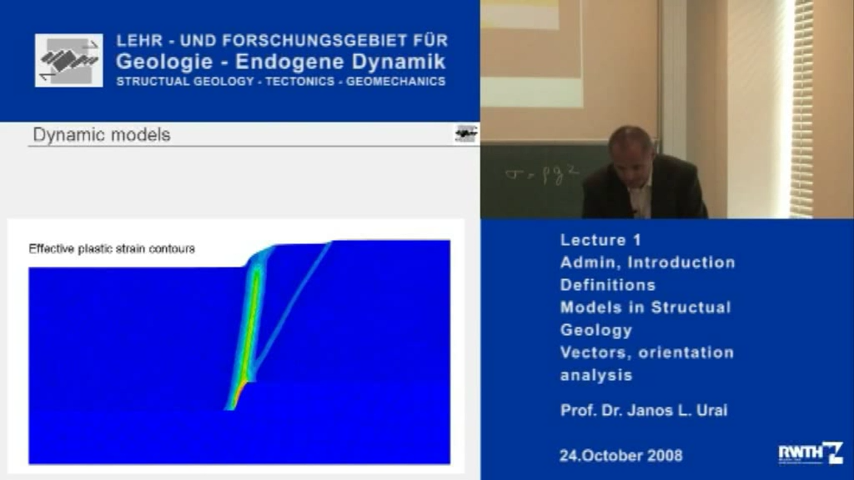 LEHR - UND FORSCHUNGSGEBIET FÜR
Geologie - Endogene Dynamik
STRUCTURAL GEOLOGY - TECTONICS - GEOMECHANICS
Dynamic models
Effective plastic strain contours
σ = ρgz
Lecture 1
Admin, Introduction
Definitions
Models in Structual
Geology
Vectors, orientation
analysis
Prof. Dr. Janos L. Urai
24.October 2008
RWTH